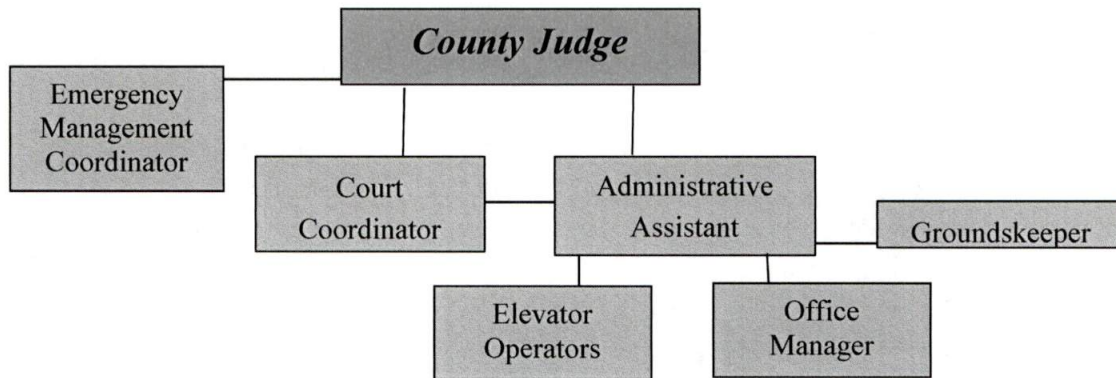 County Judge
Emergency
Management
Coordinator
Court
Coordinator
Administrative
Assistant
Groundskeeper
Elevator
Operators
Office
Manager